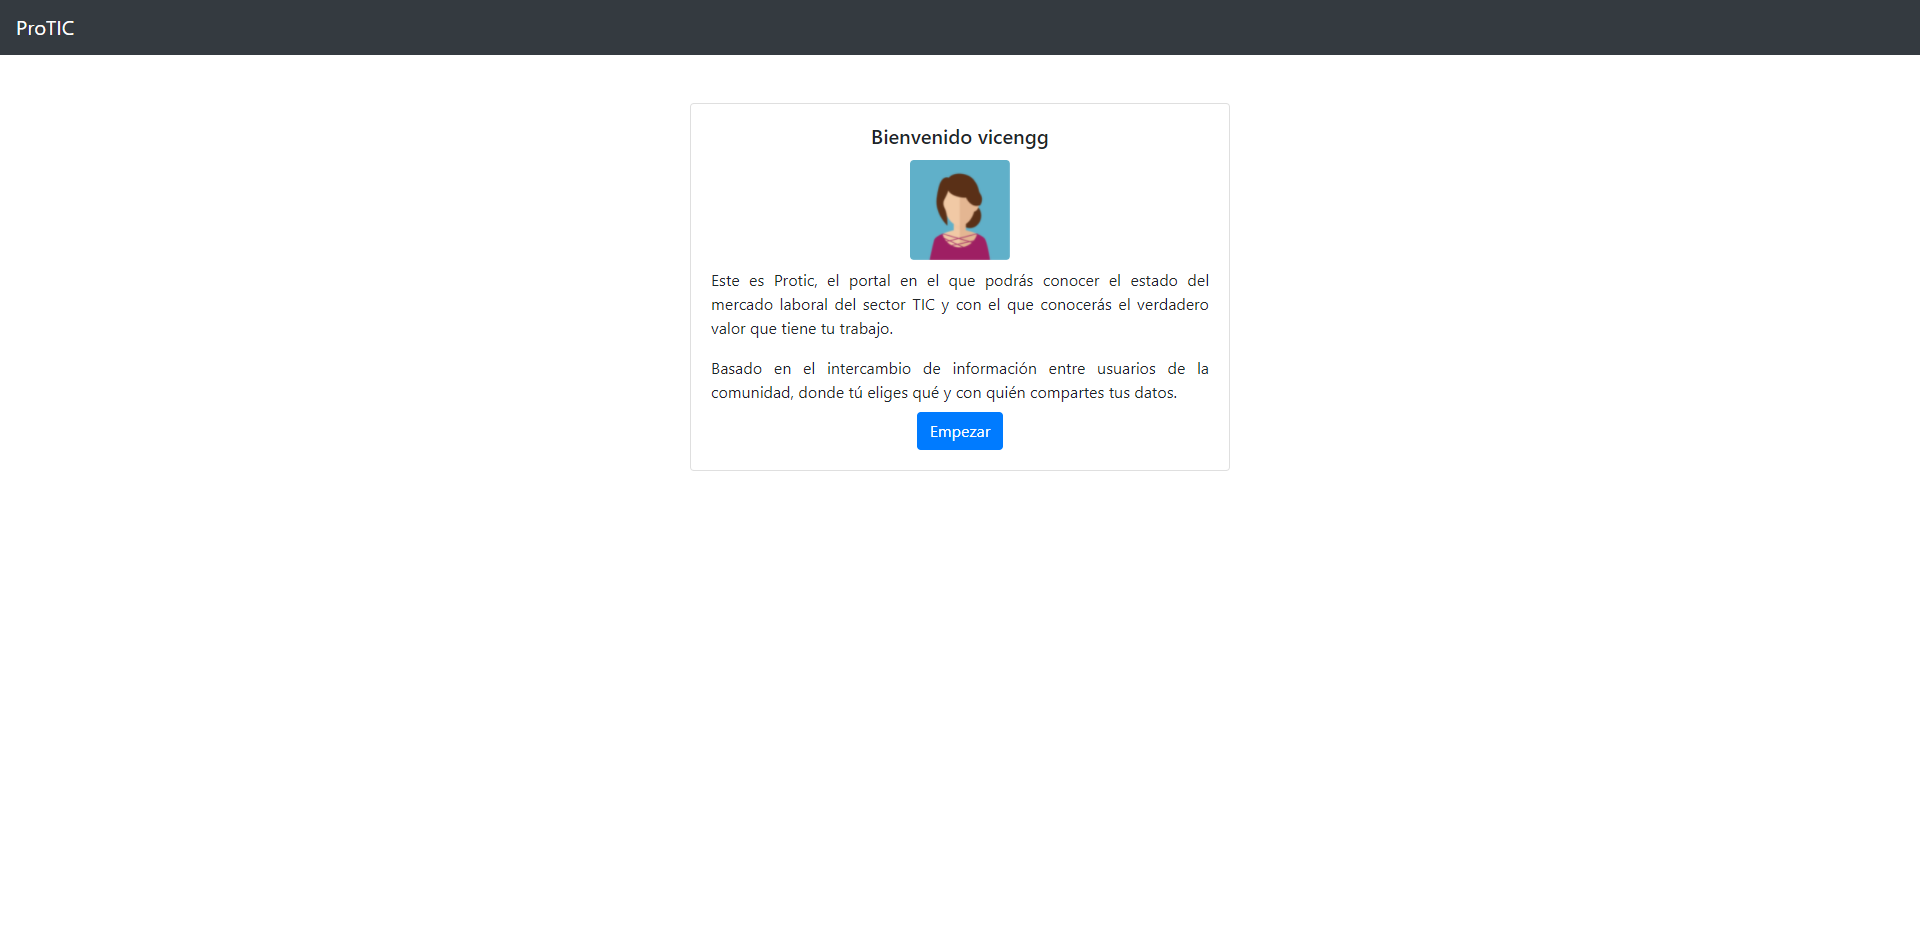 ProTIC
Bienvenido vicengg
Este es Protic, el portal en el que podrás conocer el estado del
mercado laboral del sector TIC y con el que conocerás el verdadero
valor que tiene tu trabajo.
Basado en el intercambio de información entre usuarios de la
comunidad, donde tú eliges qué y con quién compartes tus datos.
Empezar